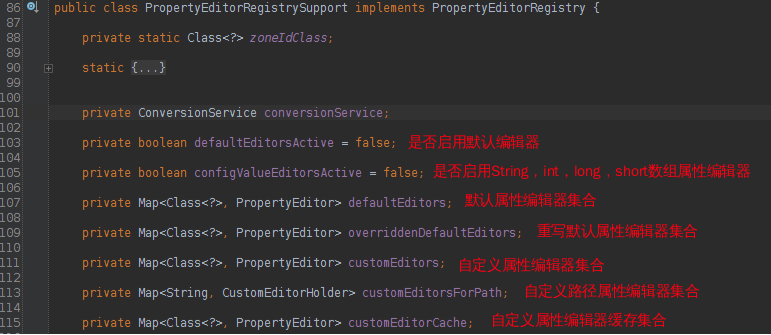 86 public class PropertyEditorRegistrySupport implements PropertyEditorRegistry {
87
88 private static Class<?> zoneIdClass;
89
90 static {...}
99
100
101 private ConversionService conversionService;
102
103 private boolean defaultEditorsActive = false; 是否启用默认编辑器
104
105 private boolean configValueEditorsActive = false; 是否启用String，int，long，short数组属性编辑器
106
107 private Map<Class<?>, PropertyEditor> defaultEditors; 默认属性编辑器集合
108
109 private Map<Class<?>, PropertyEditor> overriddenDefaultEditors; 重写默认属性编辑器集合
110
111 private Map<Class<?>, PropertyEditor> customEditors; 自定义属性编辑器集合
112
113 private Map<String, CustomEditorHolder> customEditorsForPath; 自定义路径属性编辑器集合
114
115 private Map<Class<?>, PropertyEditor> customEditorCache; 自定义属性编辑器缓存集合